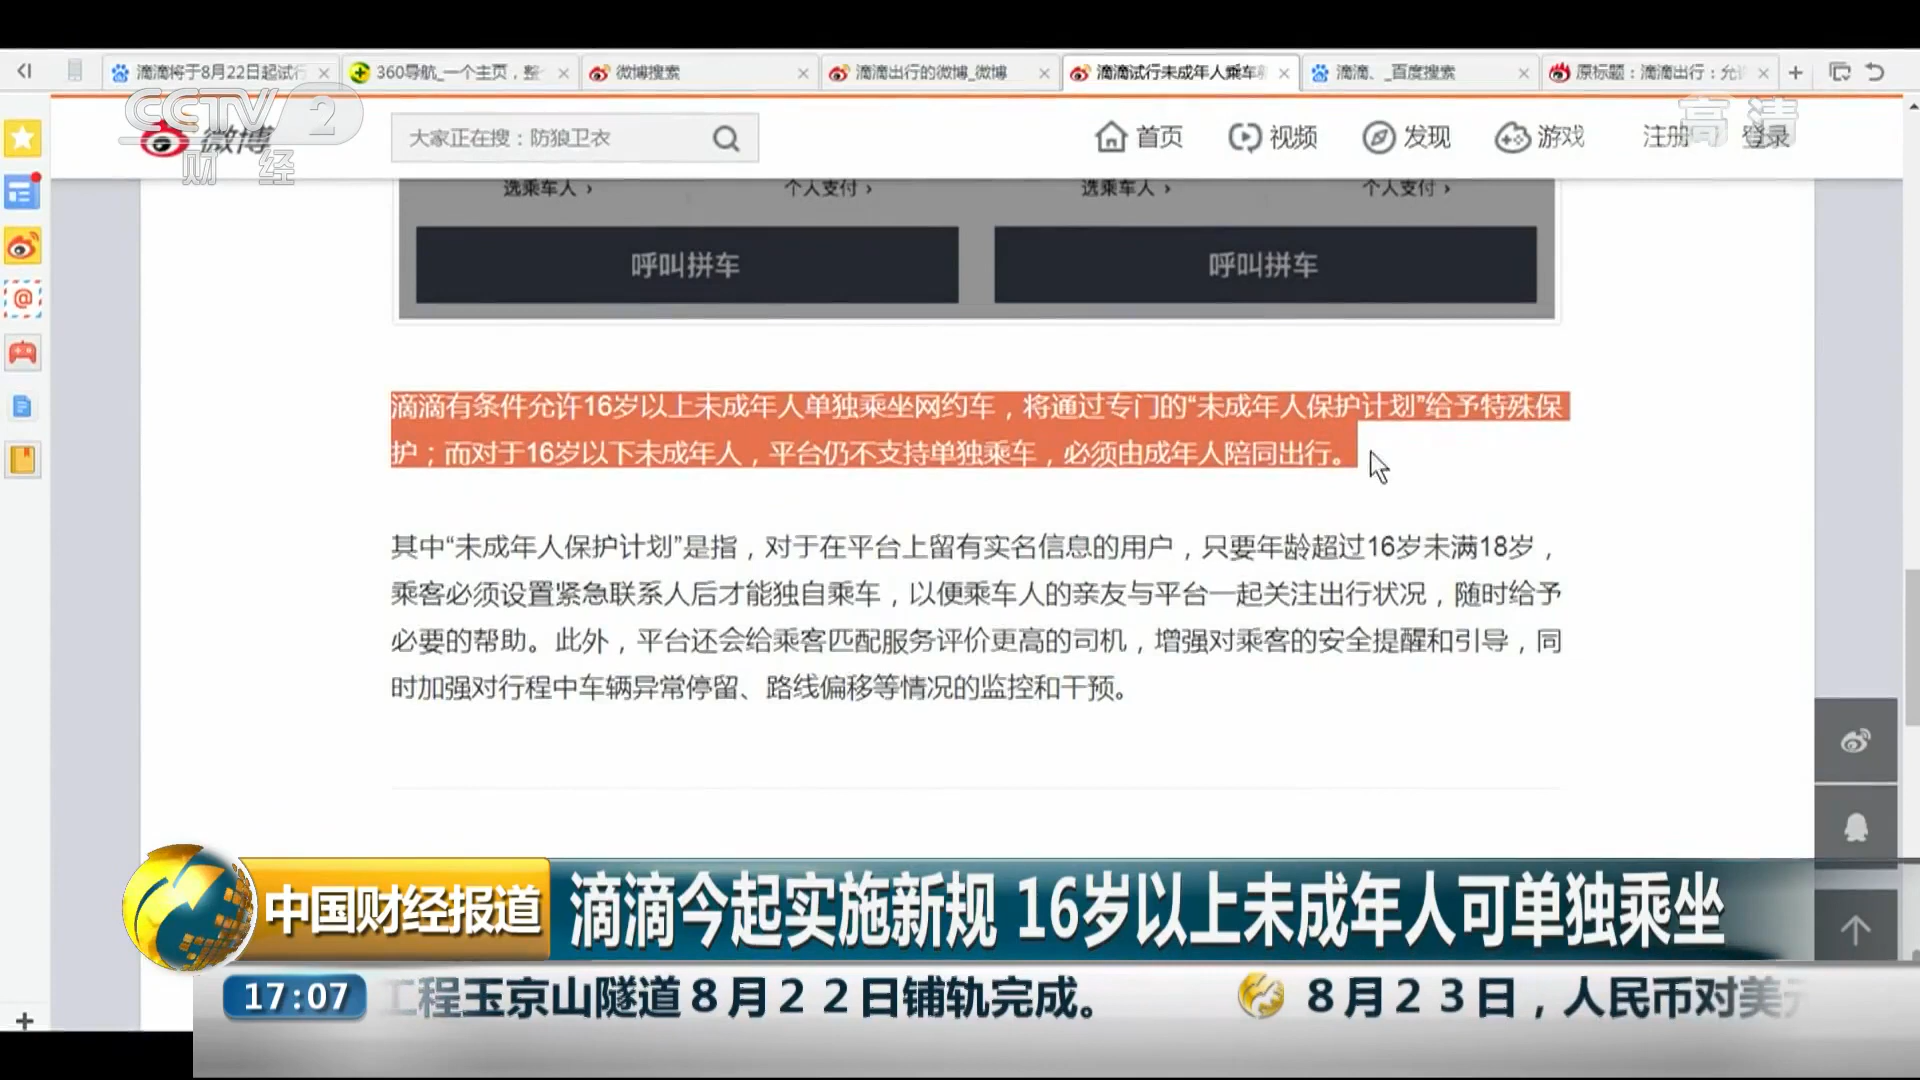 滴滴将于8月22日起试行
360导航_一个主页，整
微博搜索
滴滴出行的微博_微博
滴滴试行未成年人乘车
滴滴、_百度搜索
原标题：滴滴出行：允
CCTV 2
财经
微博
大家正在搜：防狼卫衣
首页
视频
发现
游戏
注册
登录
高清
选乘车人 ›
个人支付 ›
选乘车人 ›
个人支付 ›
呼叫拼车
呼叫拼车
滴滴有条件允许16岁以上未成年人单独乘坐网约车，将通过专门的“未成年人保护计划”给予特殊保
护；而对于16岁以下未成年人，平台仍不支持单独乘车，必须由成年人陪同出行。
其中“未成年人保护计划”是指，对于在平台上留有实名信息的用户，只要年龄超过16岁未满18岁，
乘客必须设置紧急联系人后才能独自乘车，以便乘车人的亲友与平台一起关注出行状况，随时给予
必要的帮助。此外，平台还会给乘客匹配服务评价更高的司机，增强对乘客的安全提醒和引导，同
时加强对行程中车辆异常停留、路线偏移等情况的监控和干预。
中国财经报道
滴滴今起实施新规 16岁以上未成年人可单独乘坐
17:07
工程玉京山隧道8月22日铺轨完成。
8月23日，人民币对美元